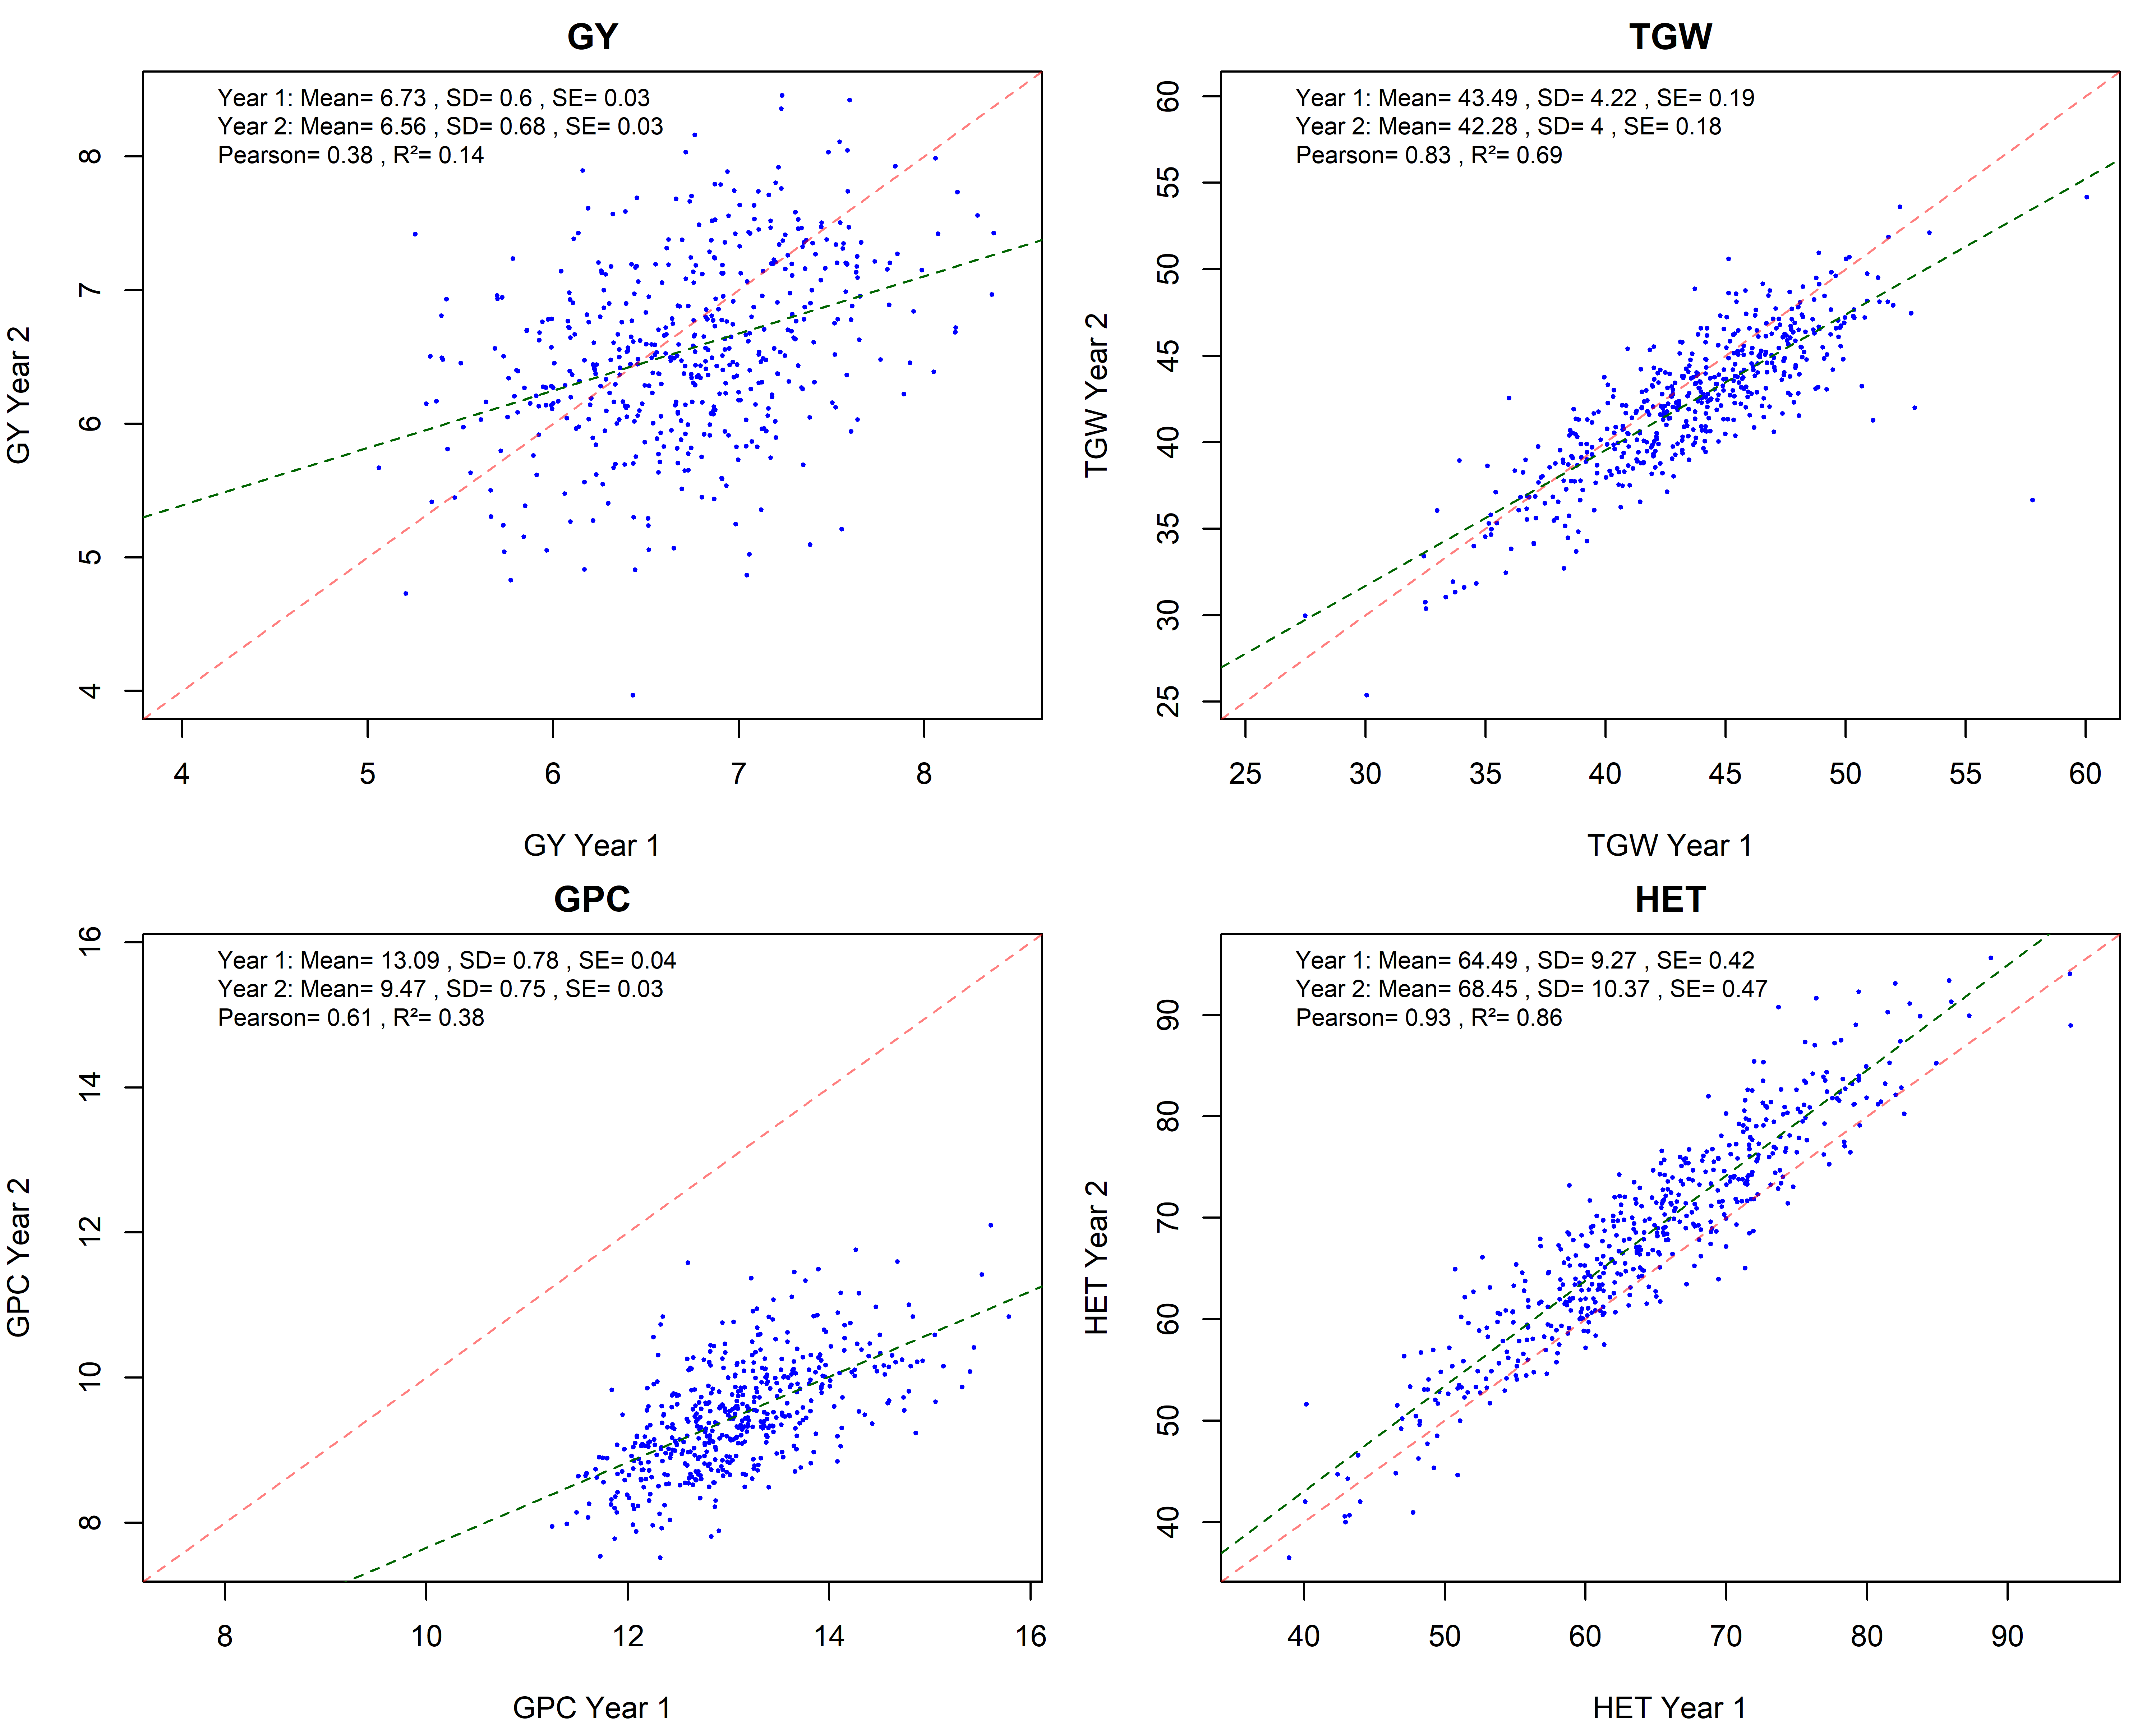 GY
Year 1: Mean= 6.73 , SD= 0.6 , SE= 0.03
Year 2: Mean= 6.56 , SD= 0.68 , SE= 0.03
Pearson= 0.38 , R²= 0.14
8
7
6
5
4
GY Year 2
4 5 6 7 8
GY Year 1
TGW
Year 1: Mean= 43.49 , SD= 4.22 , SE= 0.19
Year 2: Mean= 42.28 , SD= 4 , SE= 0.18
Pearson= 0.83 , R²= 0.69
60
55
50
45
40
35
30
25
TGW Year 2
25 30 35 40 45 50 55 60
TGW Year 1
GPC
Year 1: Mean= 13.09 , SD= 0.78 , SE= 0.04
Year 2: Mean= 9.47 , SD= 0.75 , SE= 0.03
Pearson= 0.61 , R²= 0.38
16
14
12
10
8
GPC Year 2
8 10 12 14 16
GPC Year 1
HET
Year 1: Mean= 64.49 , SD= 9.27 , SE= 0.42
Year 2: Mean= 68.45 , SD= 10.37 , SE= 0.47
Pearson= 0.93 , R²= 0.86
90
80
70
60
50
40
HET Year 2
40 50 60 70 80 90
HET Year 1